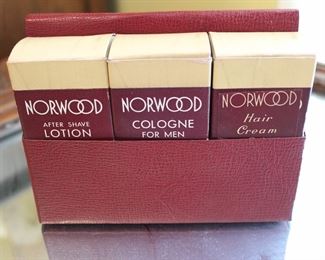 NORWOOD
AFTER SHAVE
LOTION
NORWOOD
COLOGNE
FOR MEN
NORWOOD
Hair
Cream